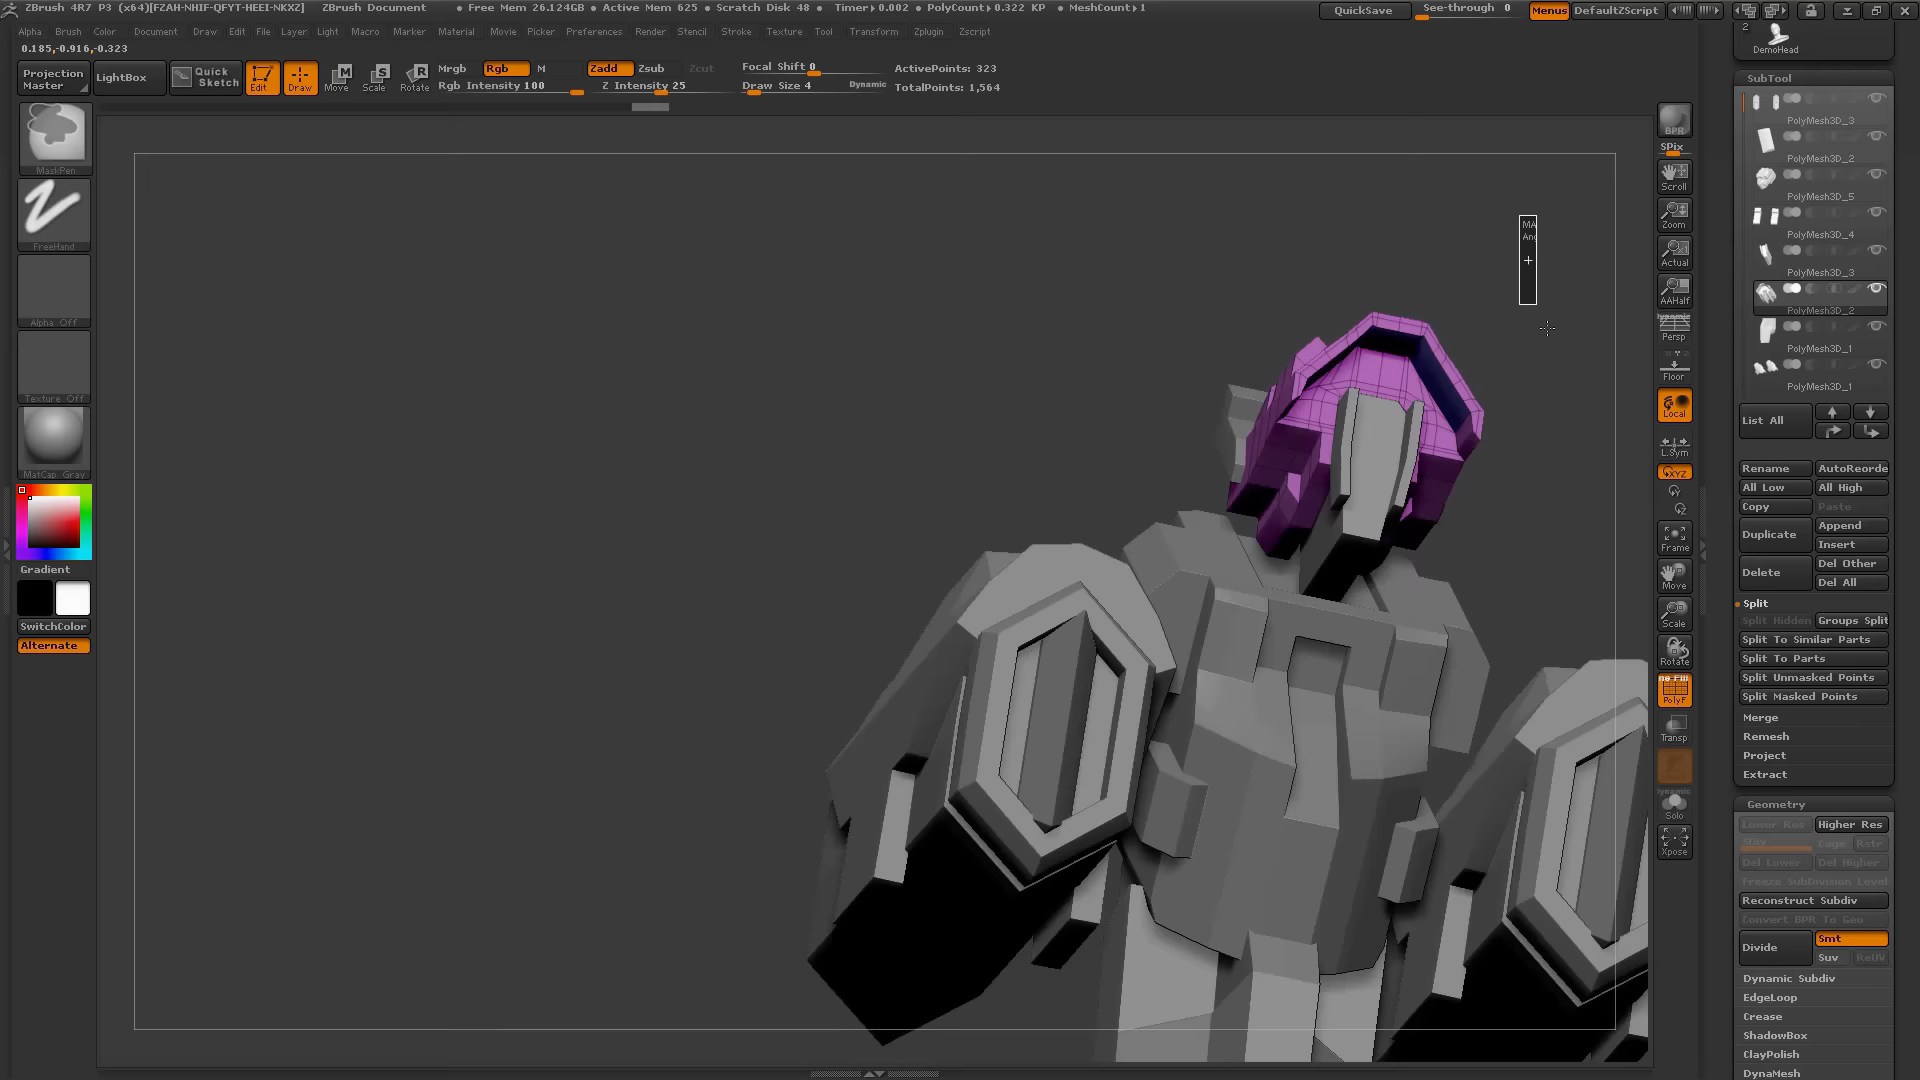 ZBrush 4R7 P3 (x64)[FZAH-NHIF-QFYT-HEEI-NKXZ] ZBrush Document • Free Mem 26.124GB • Active Mem 625 • Scratch Disk 48 • Timer▸0.002 • PolyCount▸0.322 KP • MeshCount▸1 QuickSave See-through 0 Menus DefaultZScript
Alpha Brush Color Document Draw Edit File Layer Light Macro Marker Material Movie Picker Preferences Render Stencil Stroke Texture Tool Transform Zplugin Zscript
0.185,-0.916,-0.323
Projection Master
LightBox
Quick Sketch
Edit
Draw
Move
Scale
Rotate
Mrgb Rgb M
Rgb Intensity 100
Zadd Zsub Zcut
Z Intensity 25
Focal Shift 0
Draw Size 4
Dynamic
ActivePoints: 323
TotalPoints: 1,564
MaskPen
FreeHand
Alpha Off
Texture Off
MatCap Gray
Gradient
SwitchColor
Alternate
MA
BPR
SPix
Scroll
Zoom
Actual
AAHalf
Dynamic
Persp
Floor
Local
L.Sym
XYZ
Frame
Move
Scale
Rotate
PolyF
Transp
Dynamic
Solo
Xpose
2
DemoHead
SubTool
PolyMesh3D_3
PolyMesh3D_2
PolyMesh3D_5
PolyMesh3D_4
PolyMesh3D_3
PolyMesh3D_2
PolyMesh3D_1
PolyMesh3D_1
List All
Rename AutoReorde
All Low All High
Copy Paste
Duplicate Append
Insert
Delete Del Other
Del All
Split
Split Hidden Groups Split
Split To Similar Parts
Split To Parts
Split Unmasked Points
Split Masked Points
Merge
Remesh
Project
Extract
Geometry
Lower Res Higher Res
Cage Rstr
Del Lower Del Higher
Freeze SubDivision Level
Reconstruct Subdiv
Convert BPR To Geo
Divide Smt
Suv ReUV
Dynamic Subdiv
EdgeLoop
Crease
ShadowBox
ClayPolish
DynaMesh